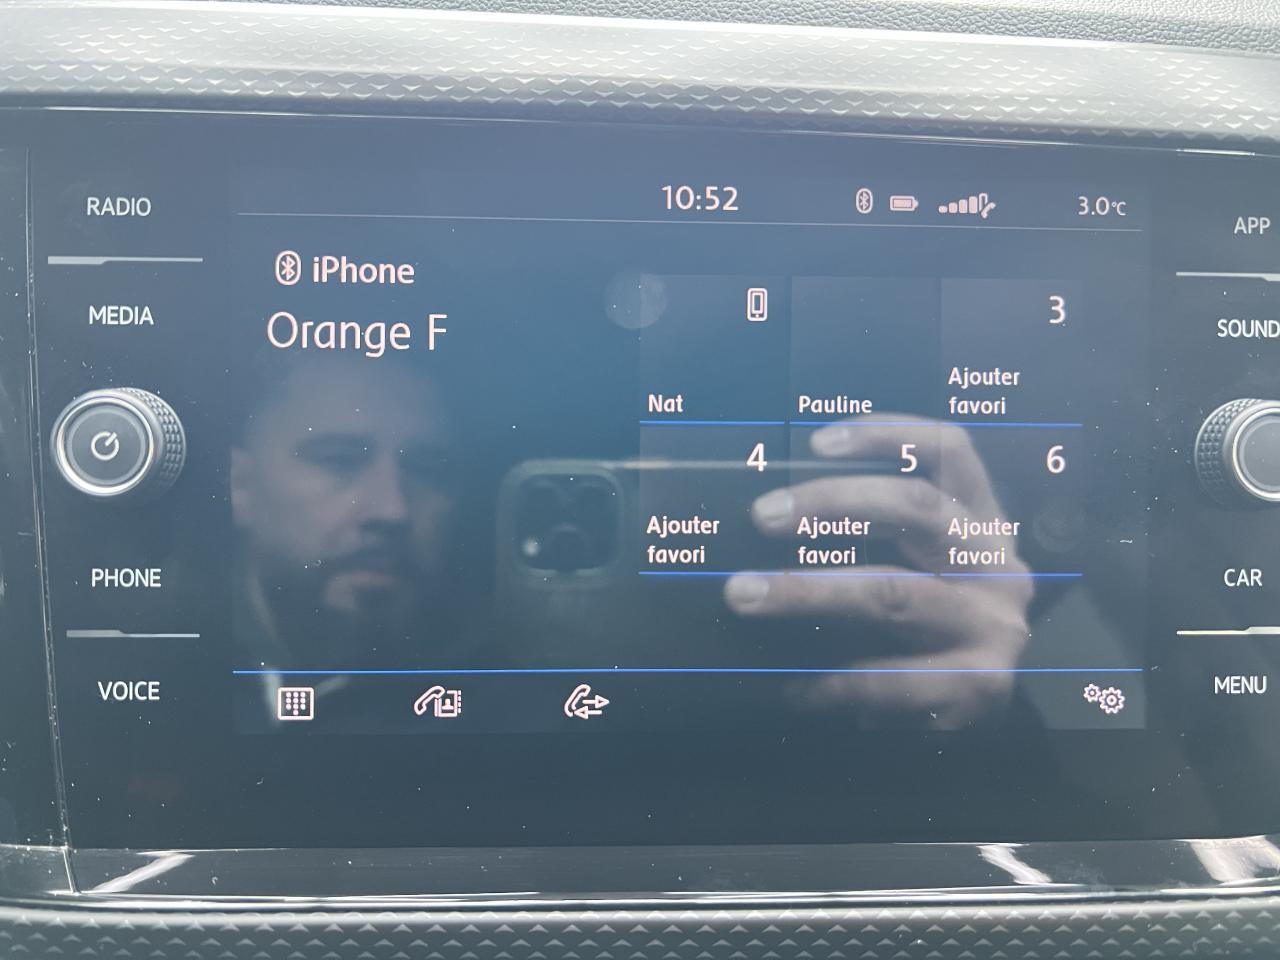 RADIO
MEDIA
PHONE
VOICE
10:52
3.0°C
iPhone
Orange F
Nat
Pauline
3
Ajouter
favori
4
Ajouter
favori
5
Ajouter
favori
6
Ajouter
favori
APP
SOUND
CAR
MENU